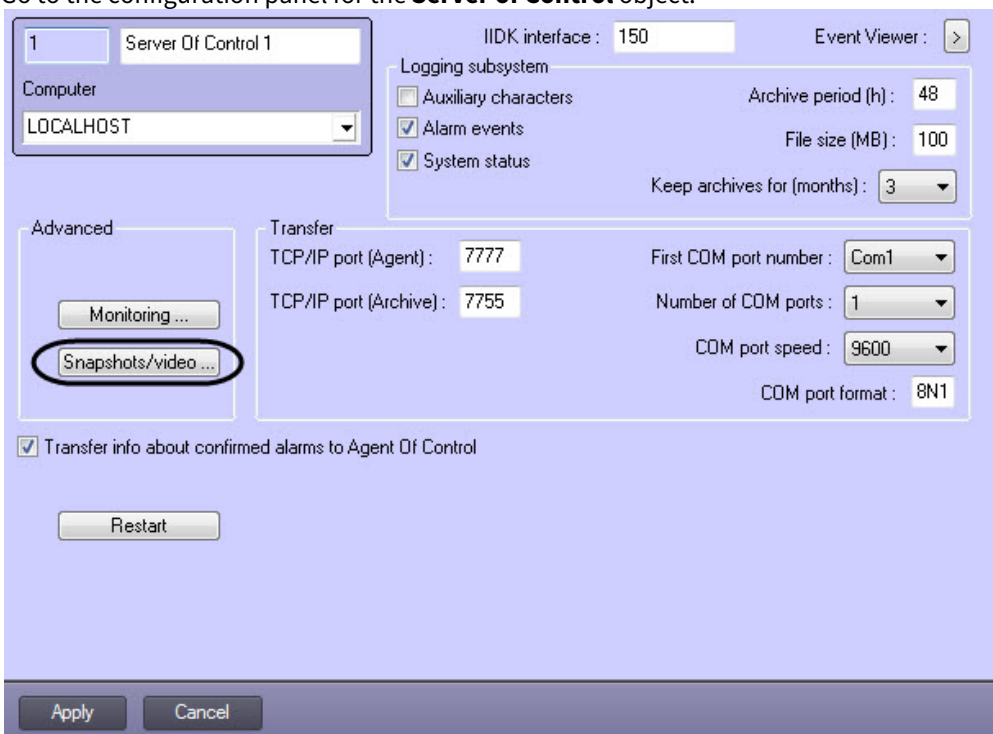 Go to the configuration panel for the Server of Control object.
1
Server Of Control 1
IIDK interface : 150
Event Viewer : >
Computer
LOCALHOST
Logging subsystem
Auxiliary characters
Alarm events
System status
Archive period (h) : 48
File size (MB) : 100
Keep archives for (months) : 3
Advanced
Monitoring ...
Snapshots/video ...
Transfer
TCP/IP port (Agent) : 7777
TCP/IP port (Archive) : 7755
First COM port number : Com1
Number of COM ports : 1
COM port speed : 9600
COM port format : 8N1
Transfer info about confirmed alarms to Agent Of Control
Restart
Apply
Cancel